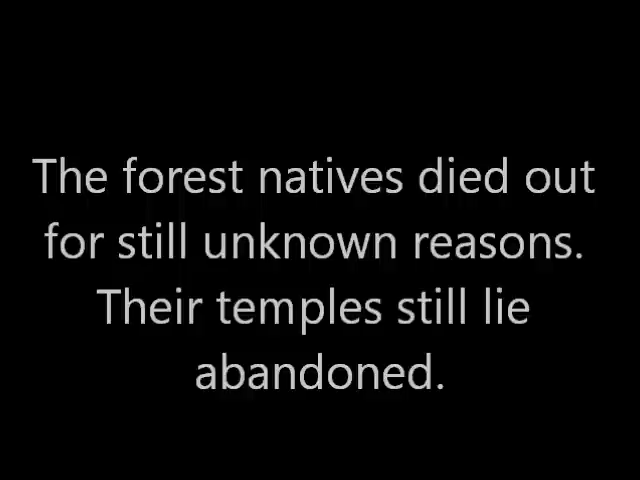 The forest natives died out
for still unknown reasons.
Their temples still lie
abandoned.